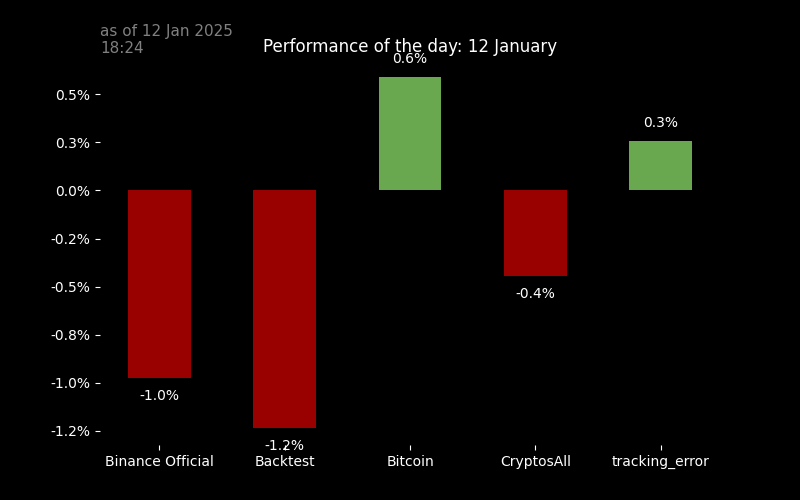 as of 12 Jan 2025
18:24
Performance of the day: 12 January
0.6%
0.5%
0.3%
0.3%
0.0%
-0.2%
-0.5%
-0.4%
-0.8%
-1.0%
-1.0%
-1.2%
-1.2%
Binance Official
Backtest
Bitcoin
CryptosAll
tracking_error